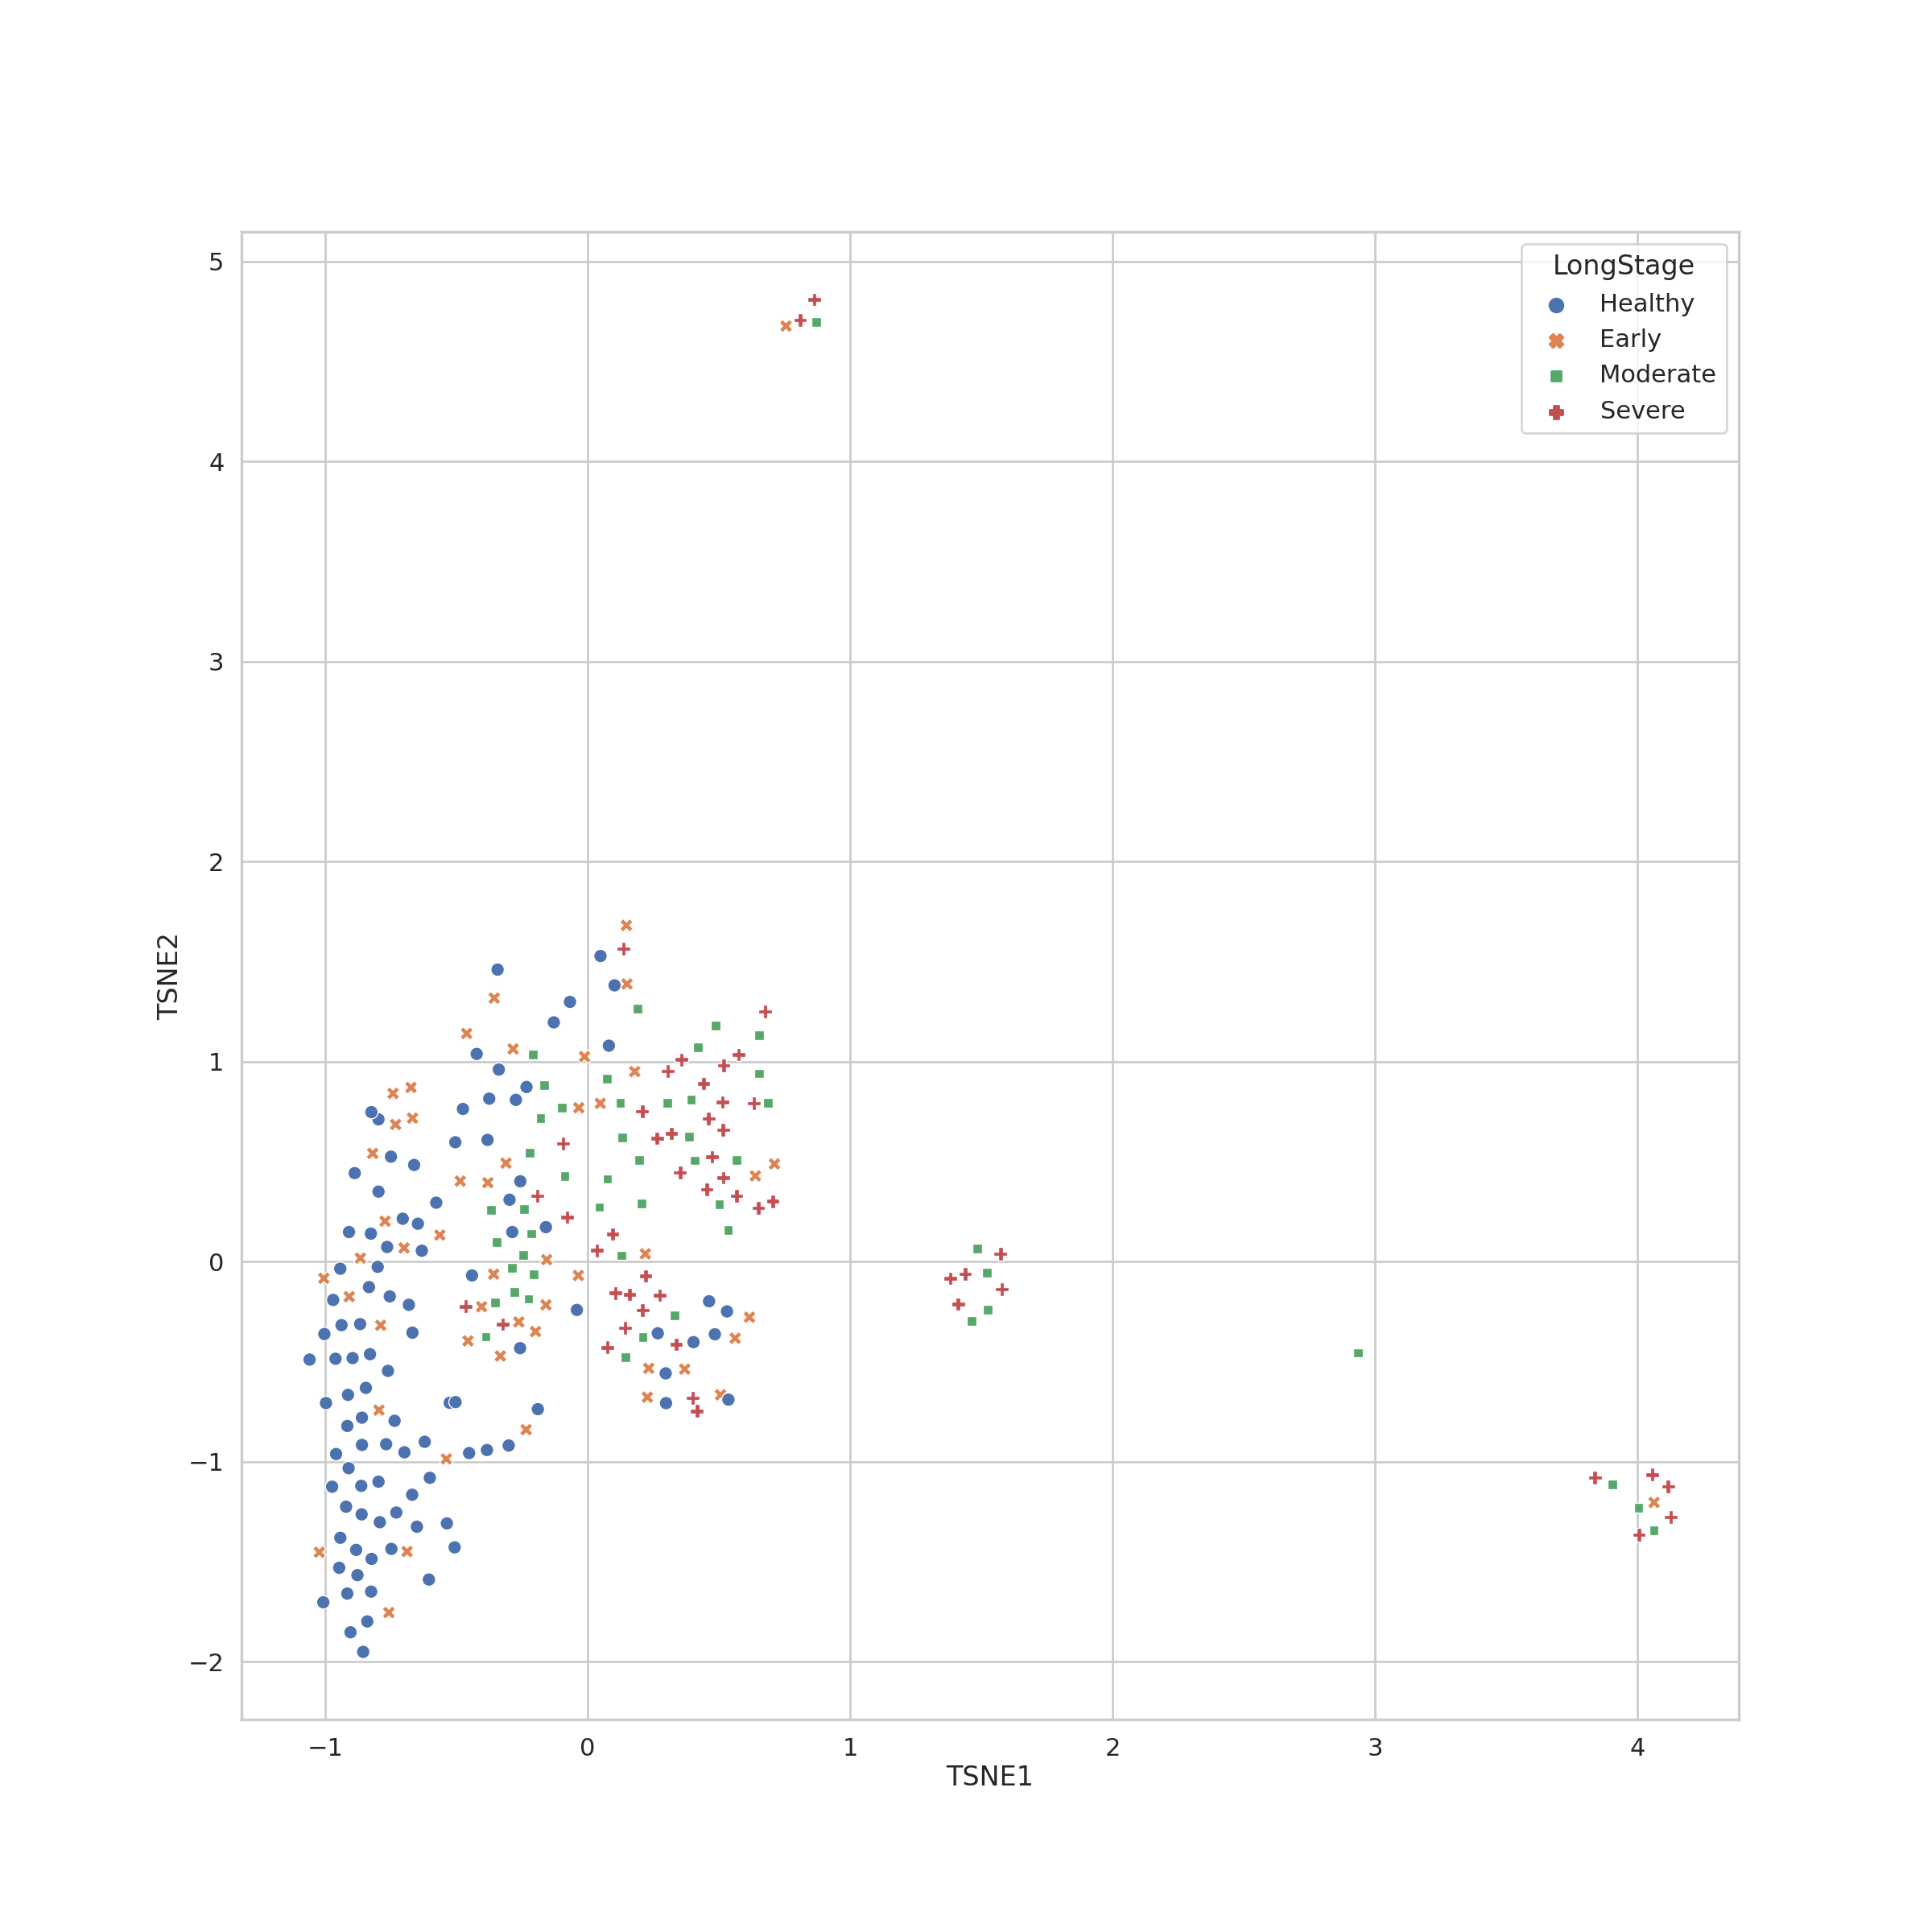 LongStage
Healthy
Early
Moderate
Severe
5
4
3
2
1
0
−1
−2
TSNE2
−1 0 1 2 3 4
TSNE1